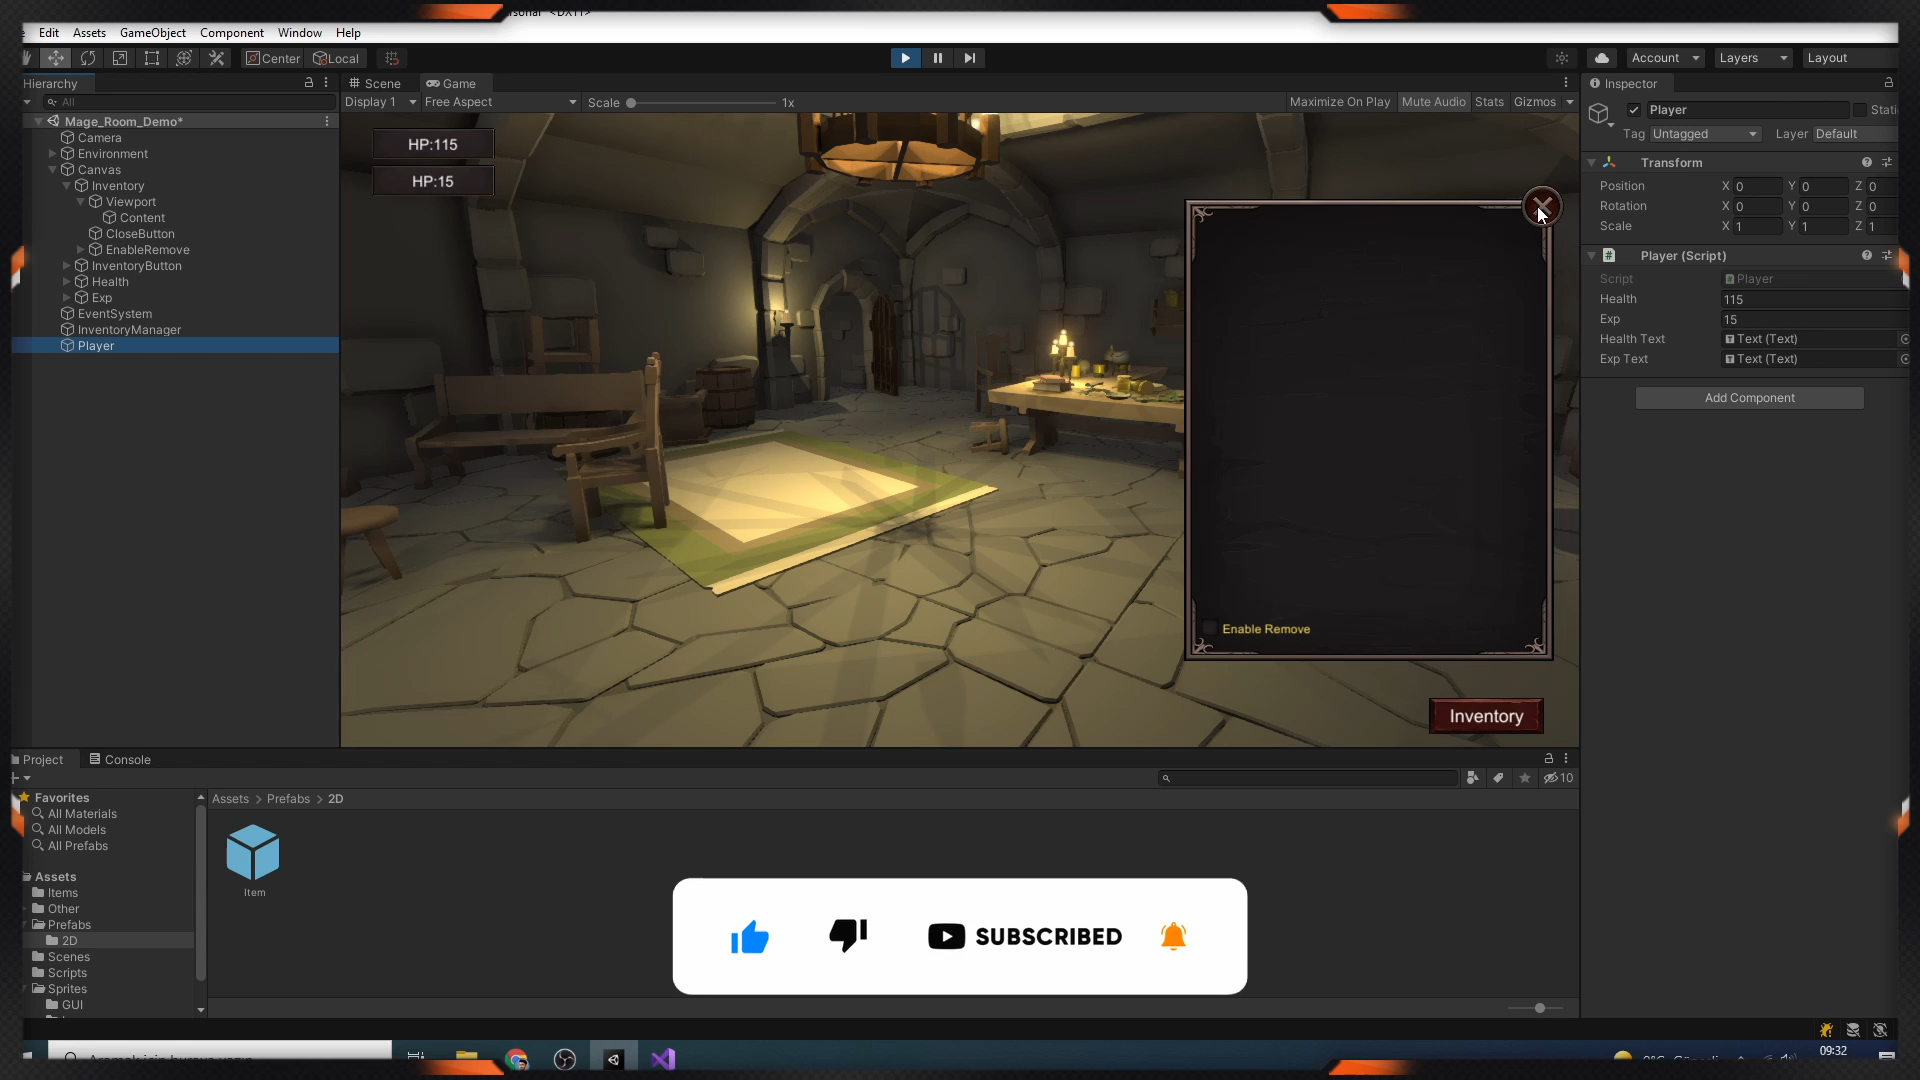 Edit Assets GameObject Component Window Help
Center Local
Account Layers Layout
Hierarchy
Scene Game
Inspector
All
Display 1 Free Aspect Scale 1x Maximize On Play Mute Audio Stats Gizmos
Mage_Room_Demo*
Camera
Environment
Canvas
Inventory
Viewport
Content
CloseButton
EnableRemove
InventoryButton
Health
Exp
EventSystem
InventoryManager
Player
HP:115
HP:15
Enable Remove
Inventory
Player
Tag Untagged Layer Default
Transform
Position X 0 Y 0 Z 0
Rotation X 0 Y 0 Z 0
Scale X 1 Y 1 Z 1
Player (Script)
Script Player
Health 115
Exp 15
Health Text Text (Text)
Exp Text Text (Text)
Add Component
Project Console
10
Favorites
All Materials
All Models
All Prefabs
Assets
Items
Other
Prefabs
2D
Scenes
Scripts
Sprites
GUI
Assets > Prefabs > 2D
Item
SUBSCRIBED
09:32